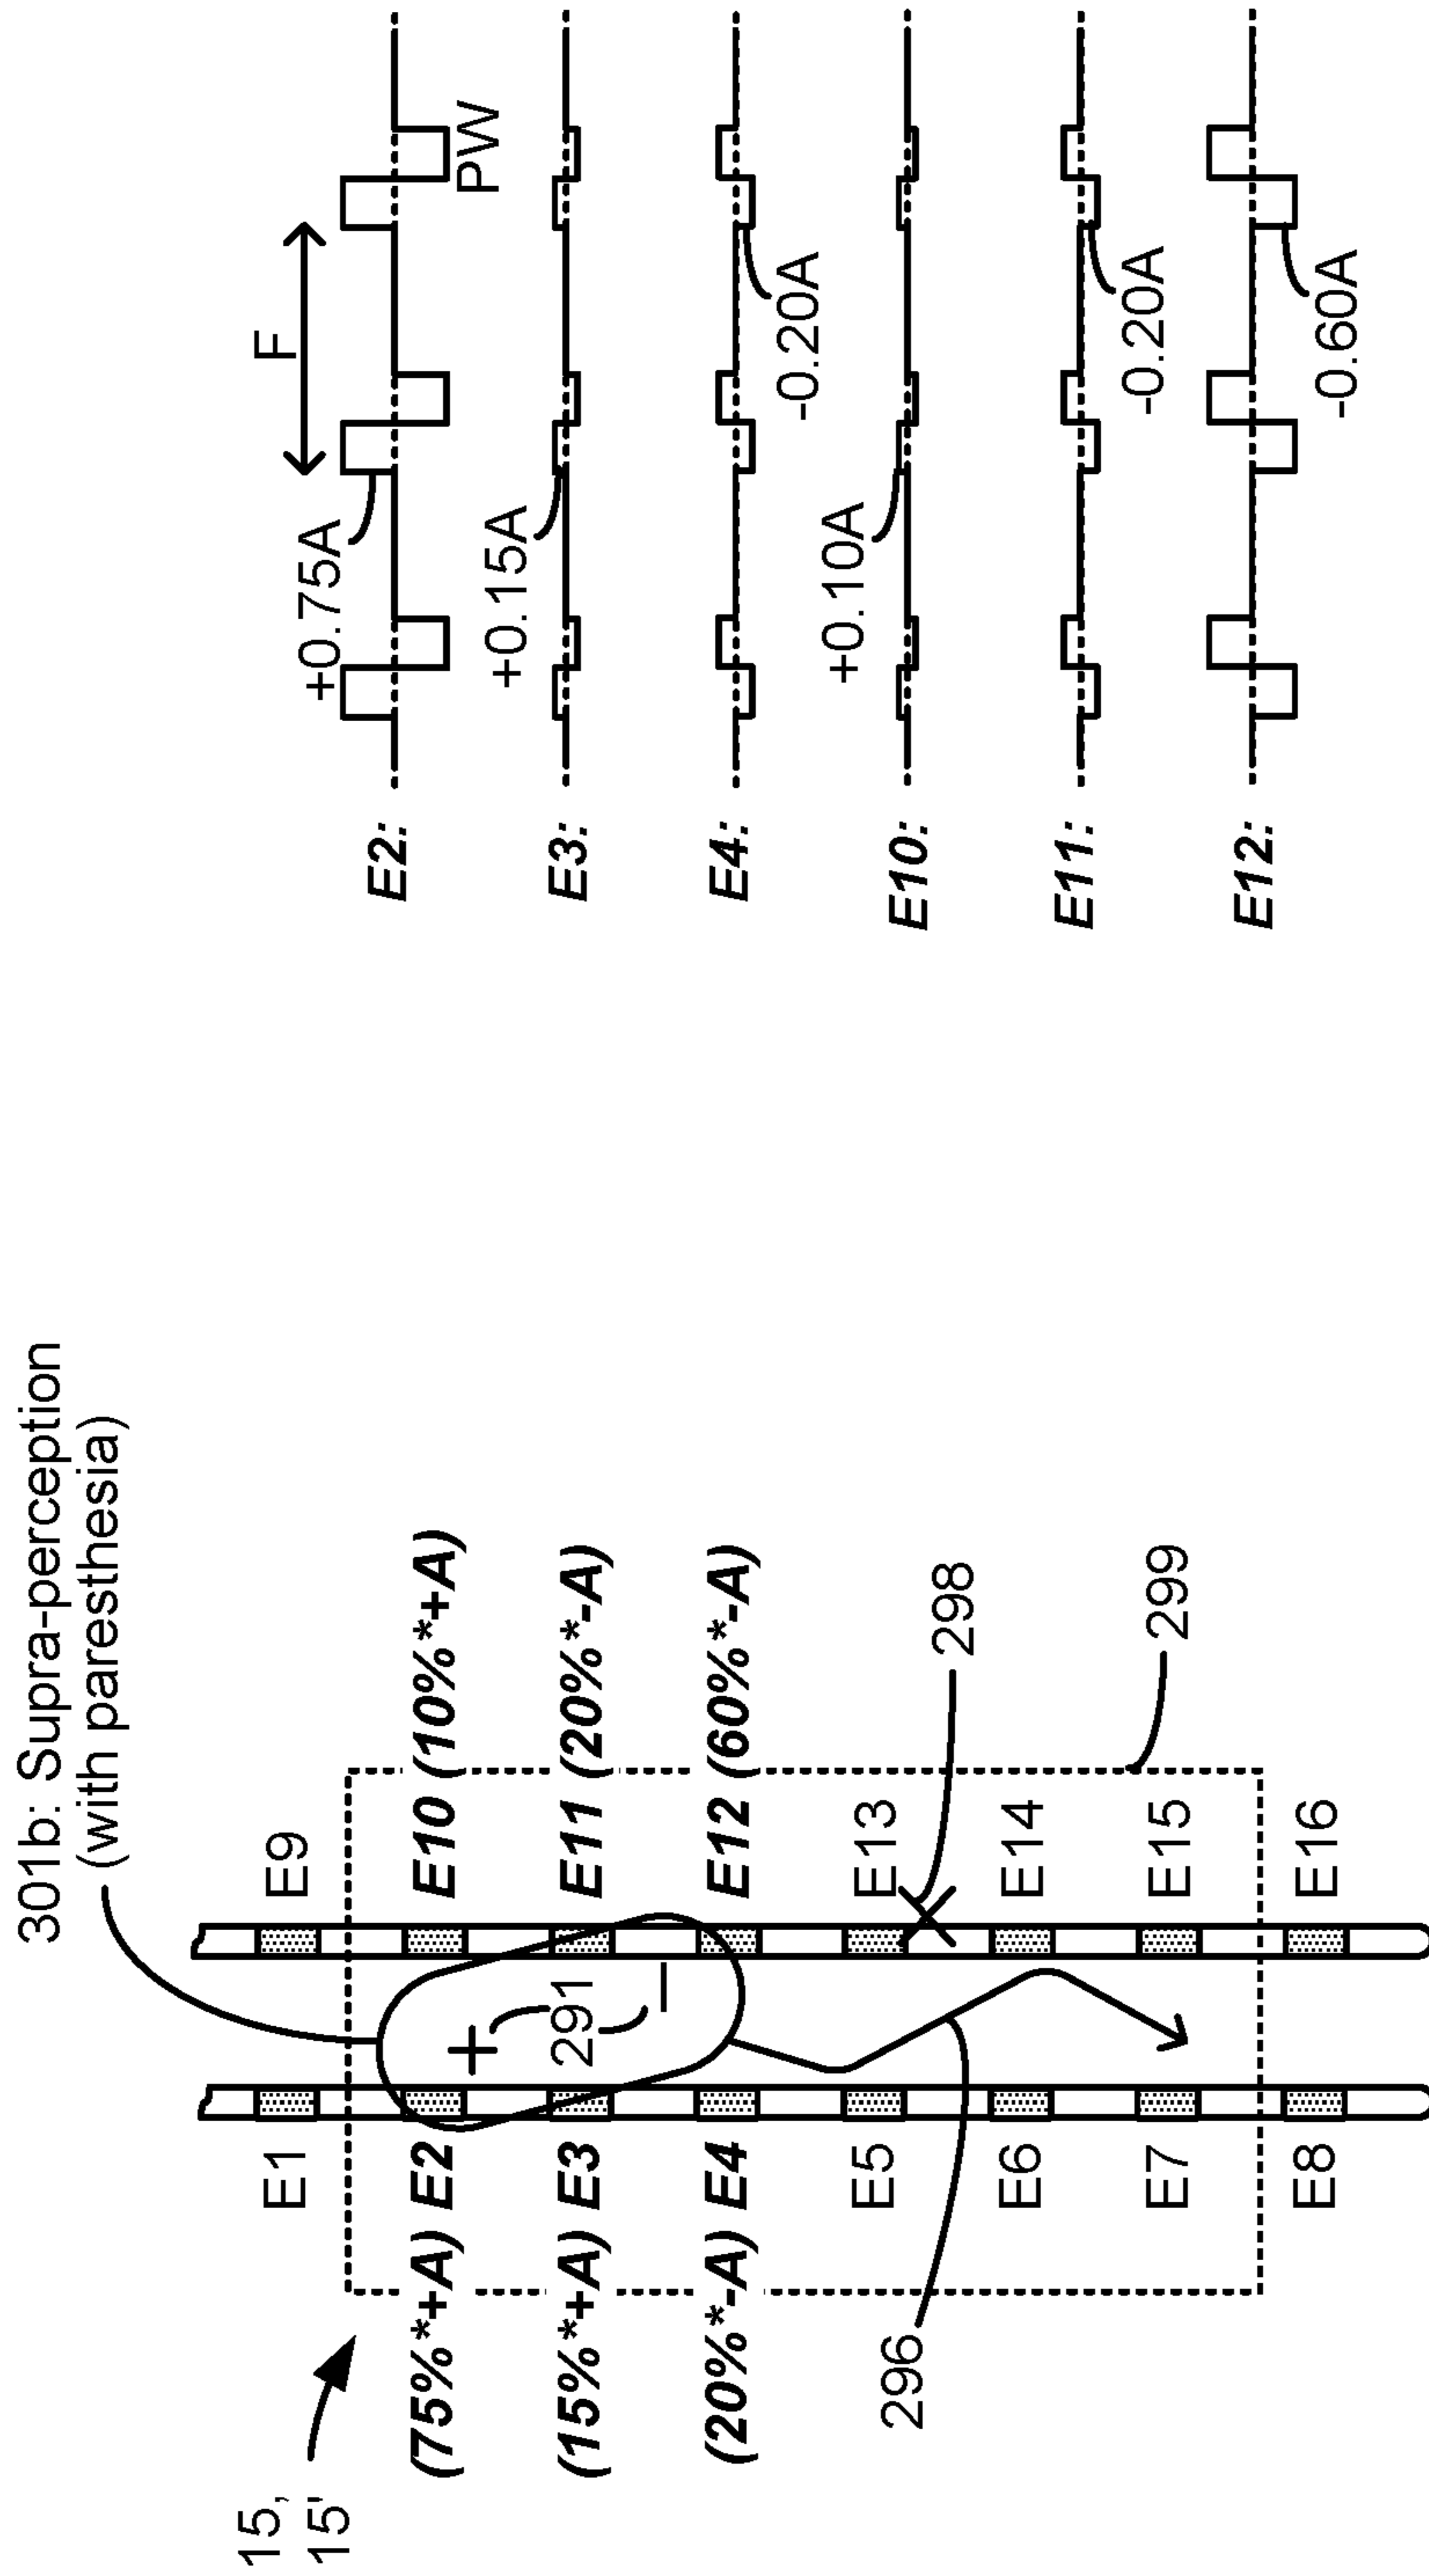 15,
15'
301b: Supra-perception
(with paresthesia)
E1
E9
(75%*+A) E2
E10 (10%*+A)
+
291
(15%*+A) E3
E11 (20%*-A)
–
(20%*-A) E4
E12 (60%*-A)
E5
E13
298
296
E6
E14
E7
E15
299
E8
E16
F
E2:
+0.75A
PW
E3:
+0.15A
E4:
-0.20A
E10:
+0.10A
E11:
-0.20A
E12:
-0.60A